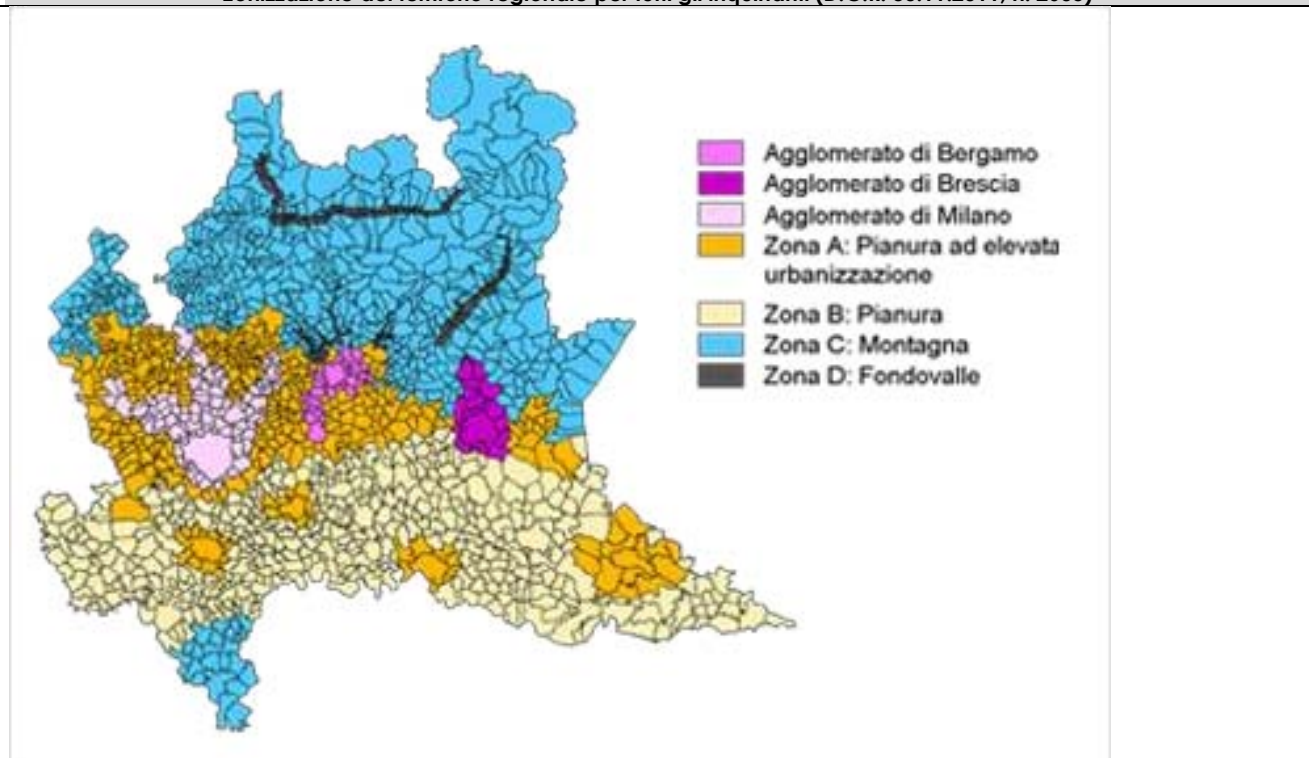 Agglomerato di Bergamo
Agglomerato di Brescia
Agglomerato di Milano
Zona A: Pianura ad elevata
urbanizzazione
Zona B: Pianura
Zona C: Montagna
Zona D: Fondovalle